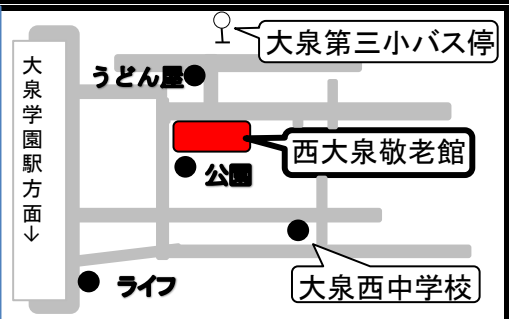 大泉第三小バス停
うどん屋
大泉学園駅方面↓
西大泉敬老館
公園
大泉西中学校
ライフ